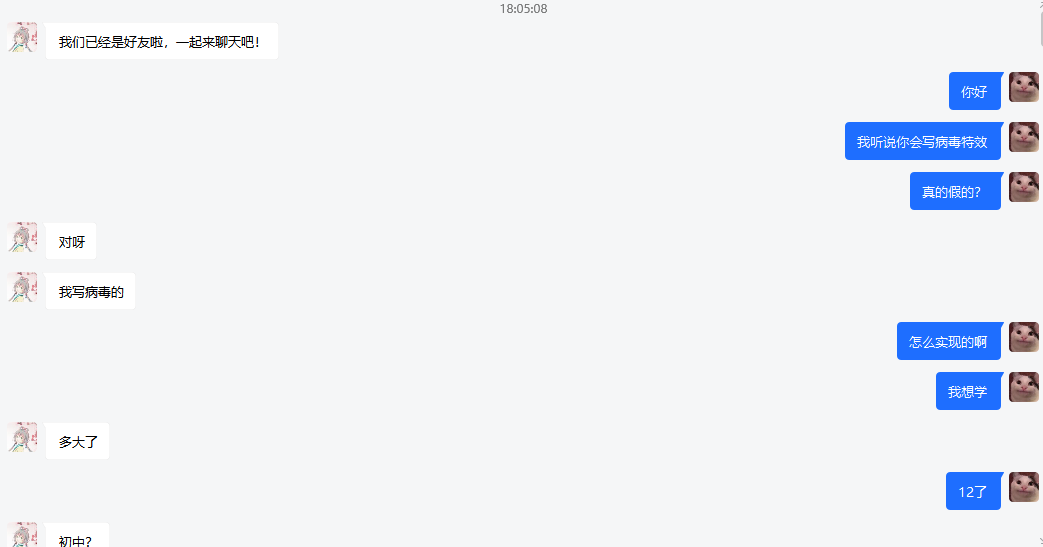 18:05:08
我们已经是好友啦，一起来聊天吧！
你好
我听说你会写病毒特效
真的假的？
对呀
我写病毒的
怎么实现的啊
我想学
多大了
12了
初中？